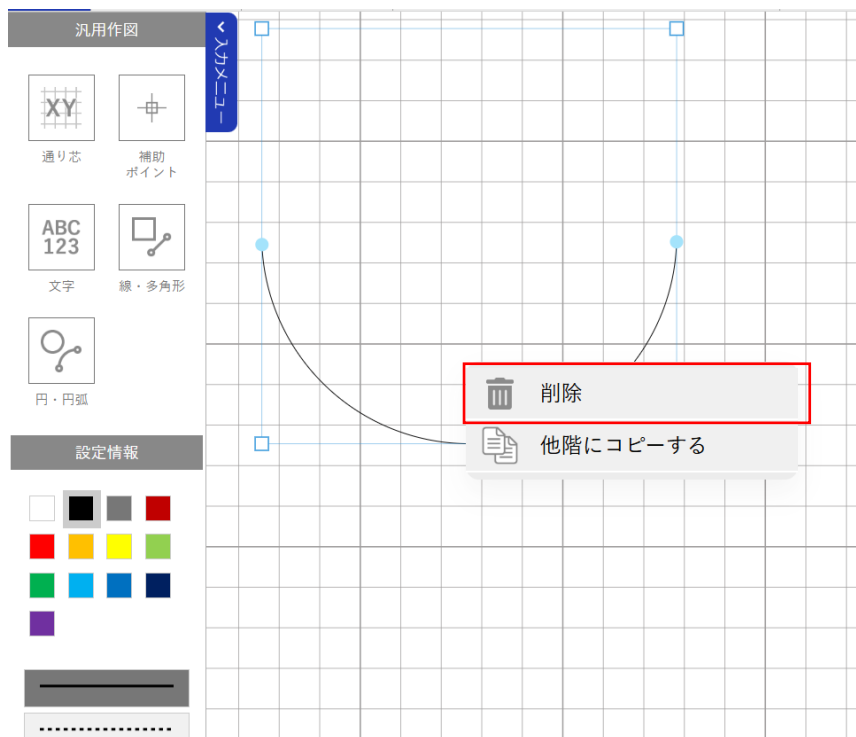 汎用作図
入力メニュー
XY
通り芯
補助
ポイント
ABC
123
文字
線・多角形
円・円弧
設定情報
削除
他階にコピーする